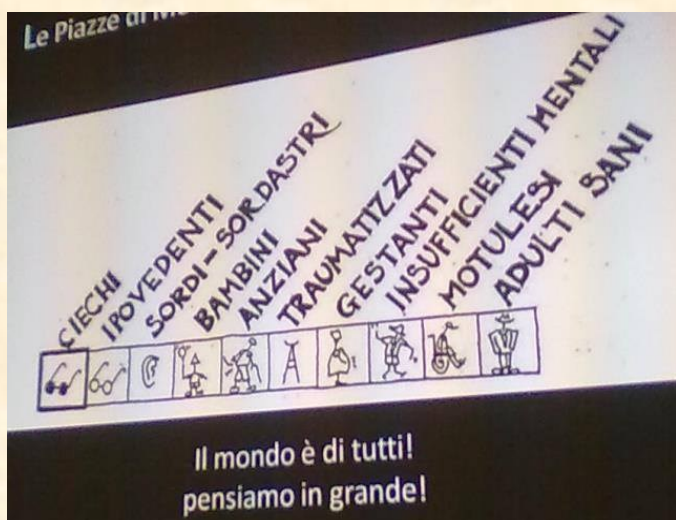 Le Piazze di
CIECHI
IPOVEDENTI
SORDI-SORDASTRI
BAMBINI
ANZIANI
TRAUMATIZZATI
GESTANTI
INSUFFICIENTI MENTALI
MOTULESI
ADULTI SANI
Il mondo è di tutti!
pensiamo in grande!